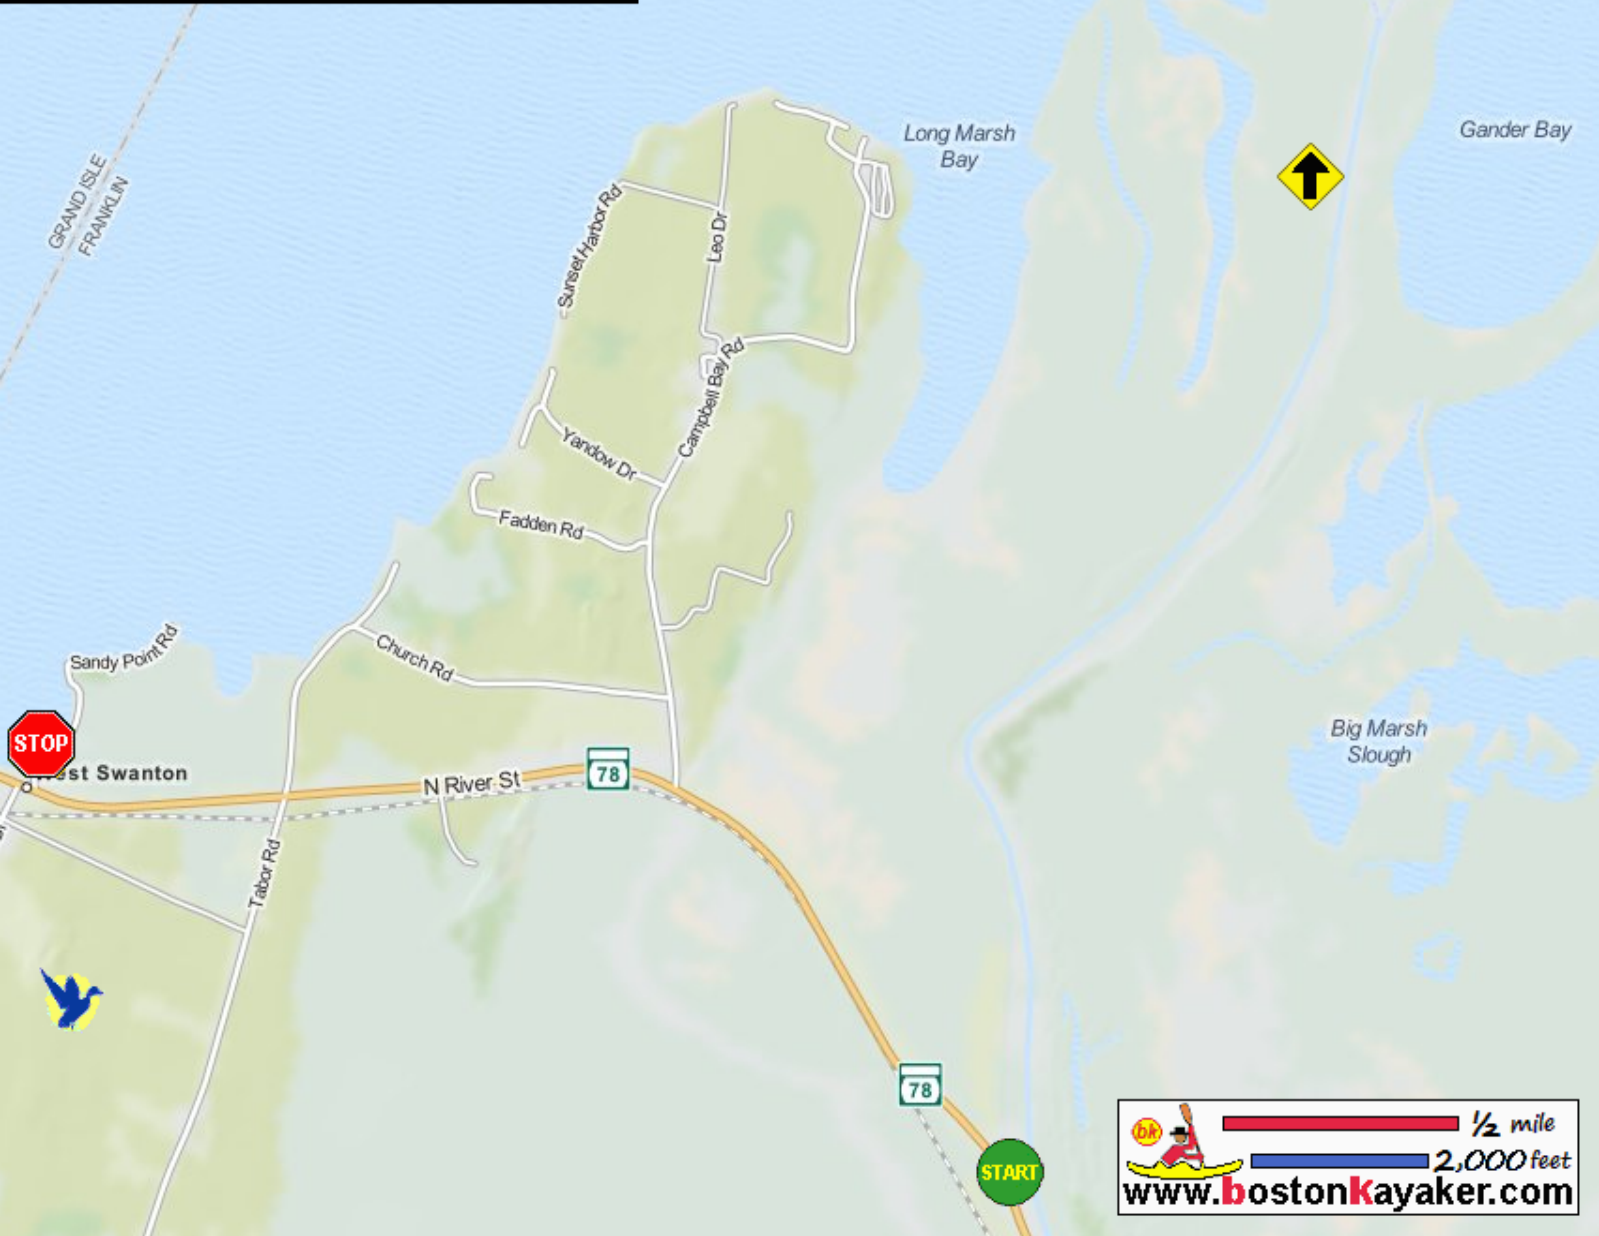 Long Marsh
Bay
Gander Bay
GRAND ISLE
FRANKLIN
Sunset Harbor Rd
Leo Dr
Campbell Bay Rd
Yandow Dr
Fadden Rd
Sandy Point Rd
Church Rd
STOP
West Swanton
N River St
78
Big Marsh
Slough
Tabor Rd
78
START
bk
½ mile
2,000 feet
www.bostonkayaker.com